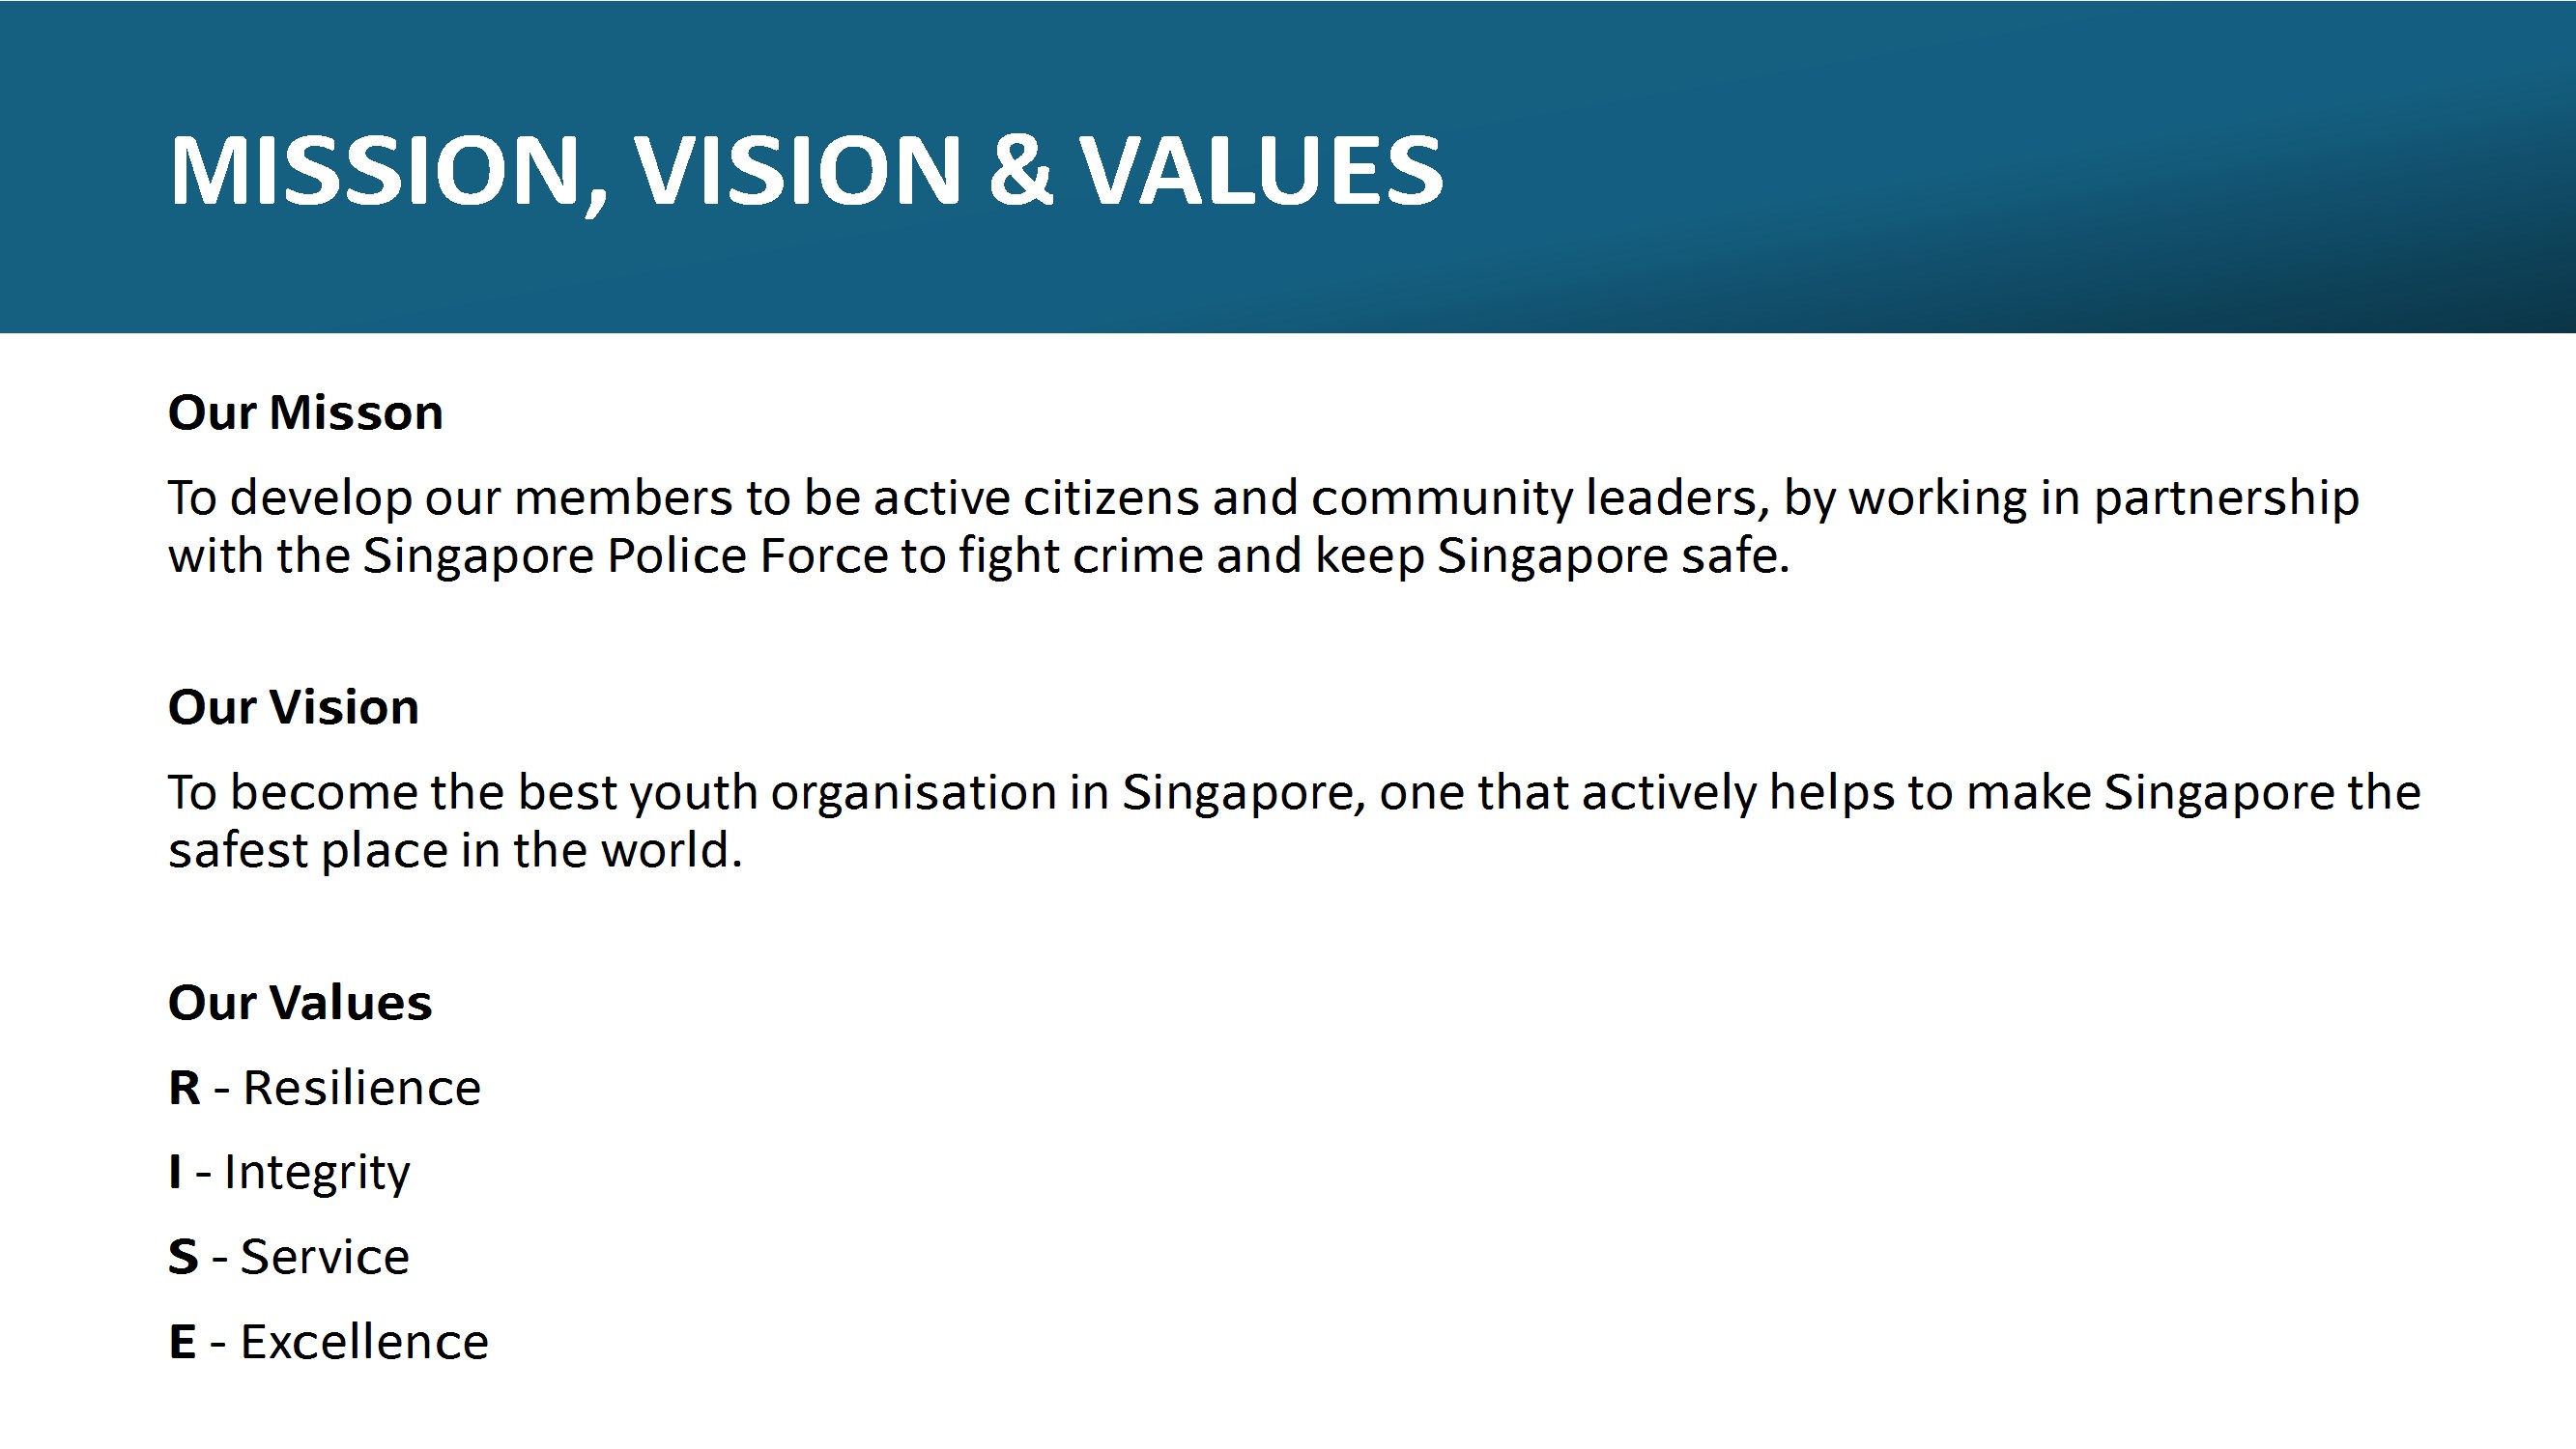 MISSION, VISION & VALUES
Our Misson
To develop our members to be active citizens and community leaders, by working in partnership
with the Singapore Police Force to fight crime and keep Singapore safe.
Our Vision
To become the best youth organisation in Singapore, one that actively helps to make Singapore the
safest place in the world.
Our Values
R - Resilience
I - Integrity
S - Service
E - Excellence